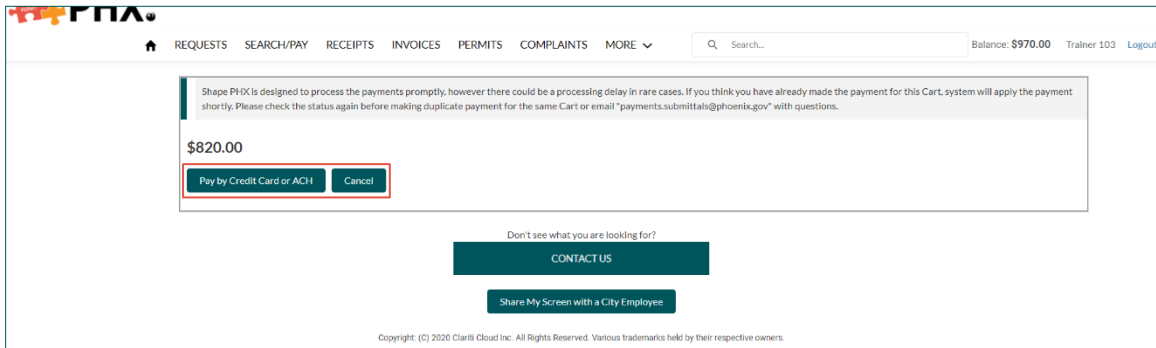 PHX.
REQUESTS SEARCH/PAY RECEIPTS INVOICES PERMITS COMPLAINTS MORE Search... Balance: $970.00 Trainer 103 Logout
Shape PHX is designed to process the payments promptly, however there could be a processing delay in rare cases. If you think you have already made the payment for this Cart, system will apply the payment
shortly. Please check the status again before making duplicate payment for the same Cart or email "payments.submittals@phoenix.gov" with questions.
$820.00
Pay by Credit Card or ACH Cancel
Don't see what you are looking for?
CONTACT US
Share My Screen with a City Employee
Copyright: (C) 2020 Clariti Cloud Inc. All Rights Reserved. Various trademarks held by their respective owners.